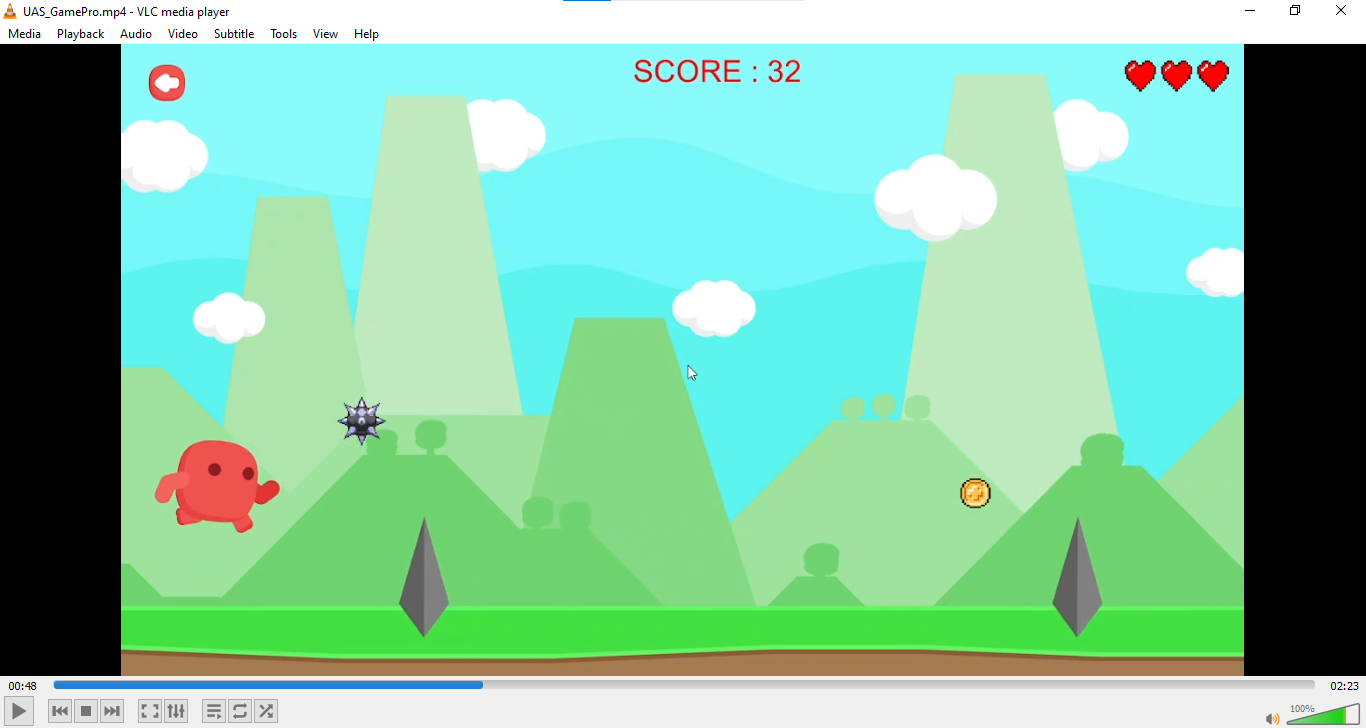 UAS_GamePro.mp4 - VLC media player
Media Playback Audio Video Subtitle Tools View Help
SCORE : 32
00:48
02:23
100%